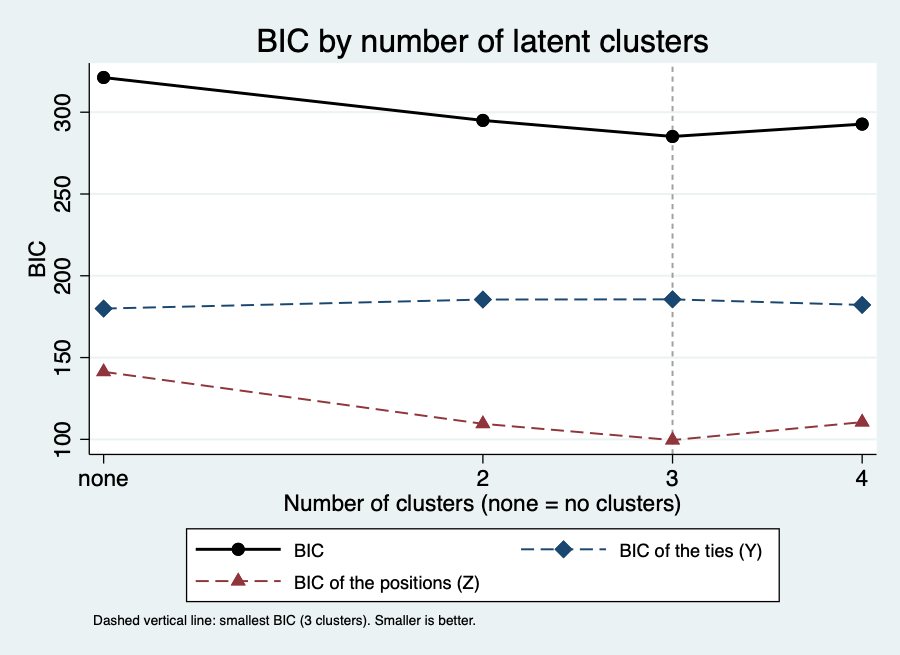 BIC by number of latent clusters
BIC
300
250
200
150
100
none 2 3 4
Number of clusters (none = no clusters)
BIC BIC of the ties (Y)
BIC of the positions (Z)
Dashed vertical line: smallest BIC (3 clusters). Smaller is better.